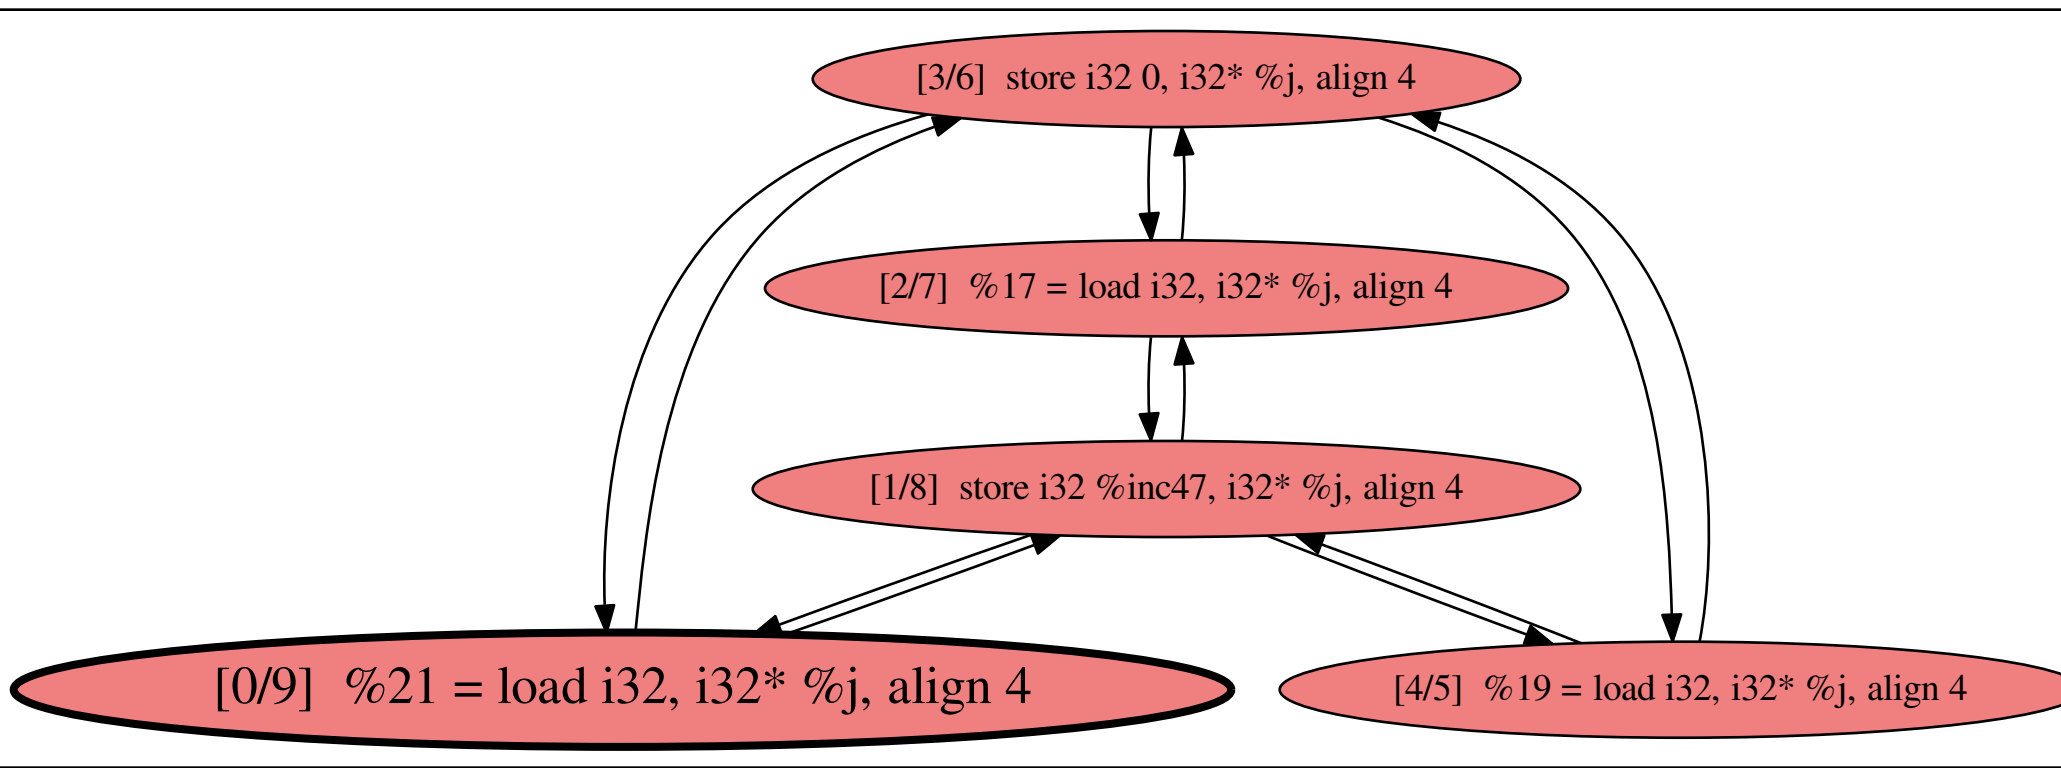 [3/6] store i32 0, i32* %j, align 4
[2/7] %17 = load i32, i32* %j, align 4
[1/8] store i32 %inc47, i32* %j, align 4
[0/9] %21 = load i32, i32* %j, align 4
[4/5] %19 = load i32, i32* %j, align 4